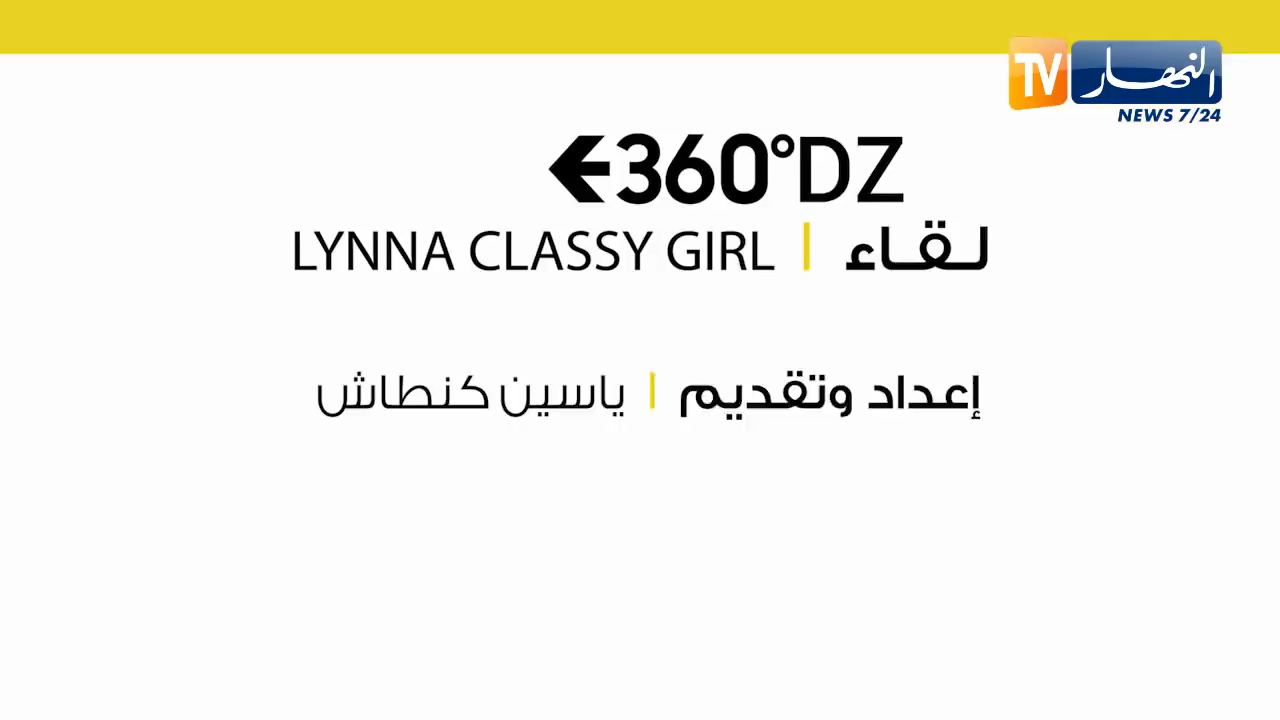 TV النهار
NEWS 7/24
360°DZ
لقاء | LYNNA CLASSY GIRL
إعداد وتقديم | ياسين كنطاش